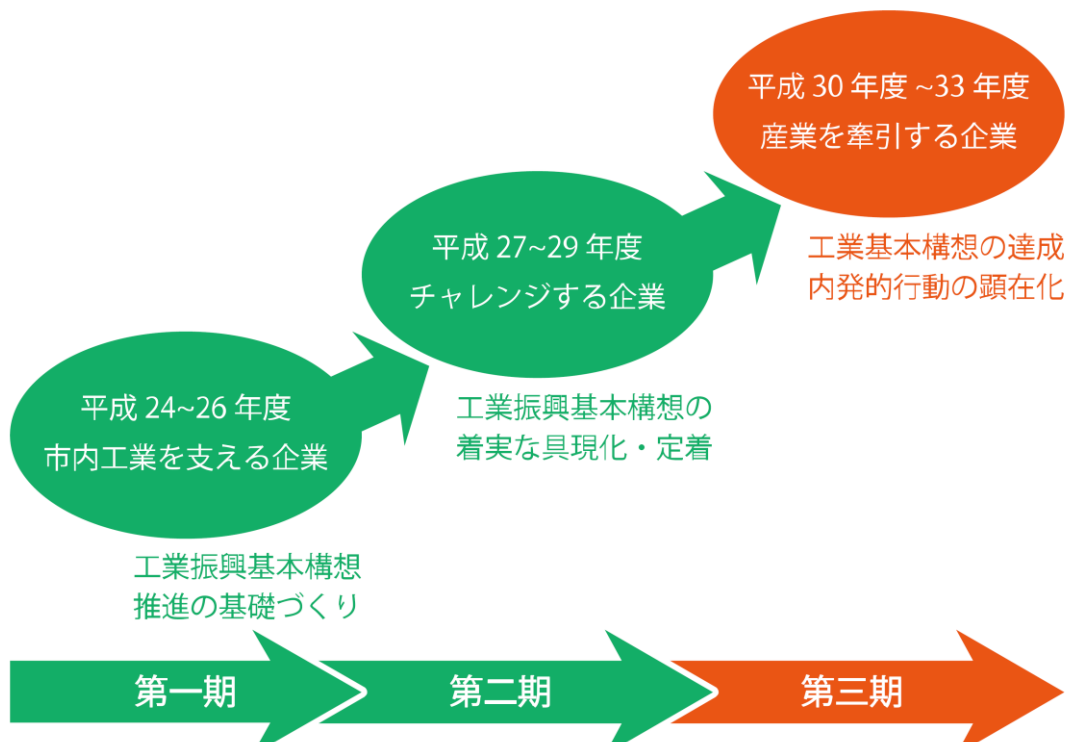 平成 30 年度 ~33 年度
産業を牽引する企業
工業基本構想の達成
内発的行動の顕在化
平成 27~29 年度
チャレンジする企業
工業振興基本構想の
着実な具現化・定着
平成 24~26 年度
市内工業を支える企業
工業振興基本構想
推進の基礎づくり
第一期
第二期
第三期